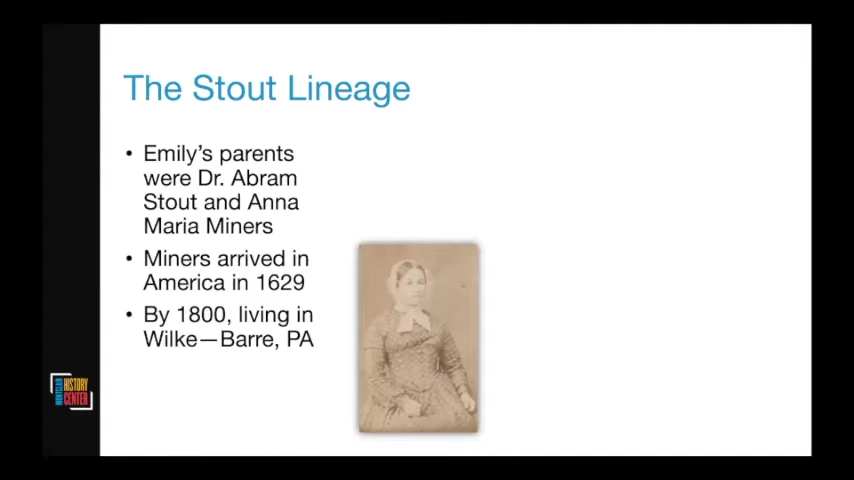 The Stout Lineage
• Emily's parents
were Dr. Abram
Stout and Anna
Maria Miners
• Miners arrived in
America in 1629
• By 1800, living in
Wilke—Barre, PA
MONTCLAIR
HISTORY
CENTER